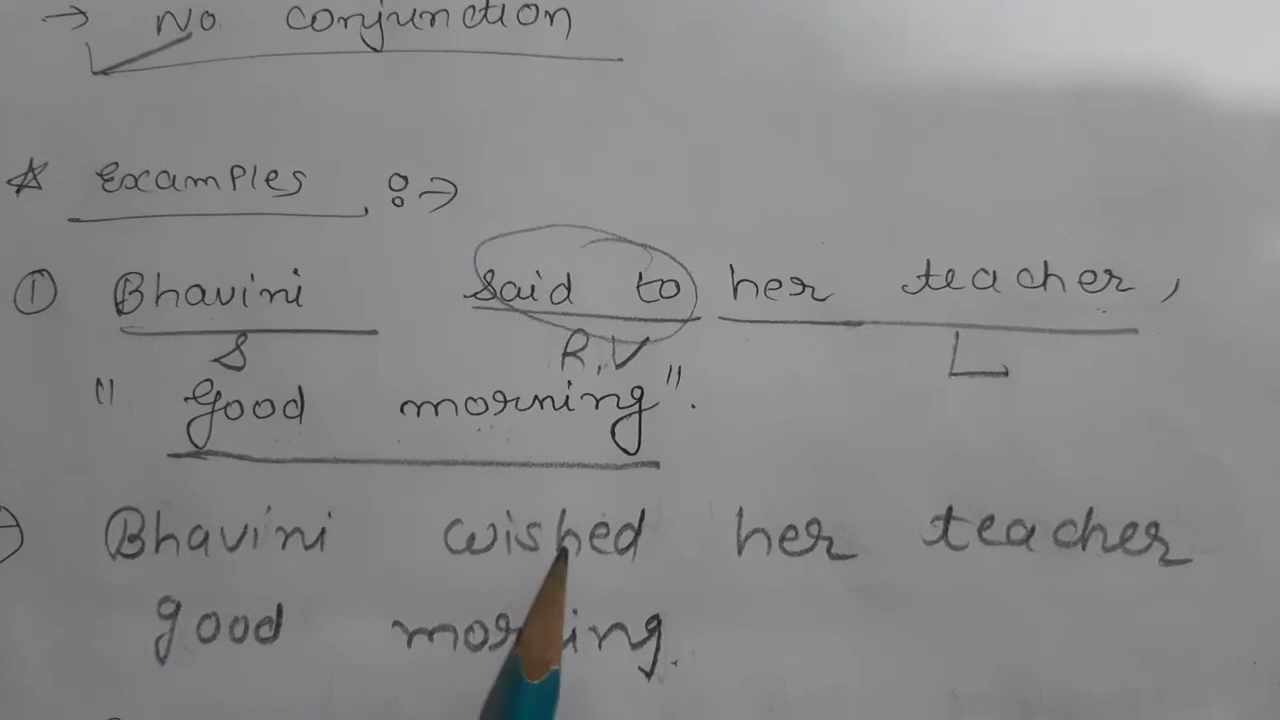 → No conjunction
☆ Examples :→
① Bhavini said to her teacher,
S R.V L
" Good morning".
Bhavini wished her teacher
good morning.